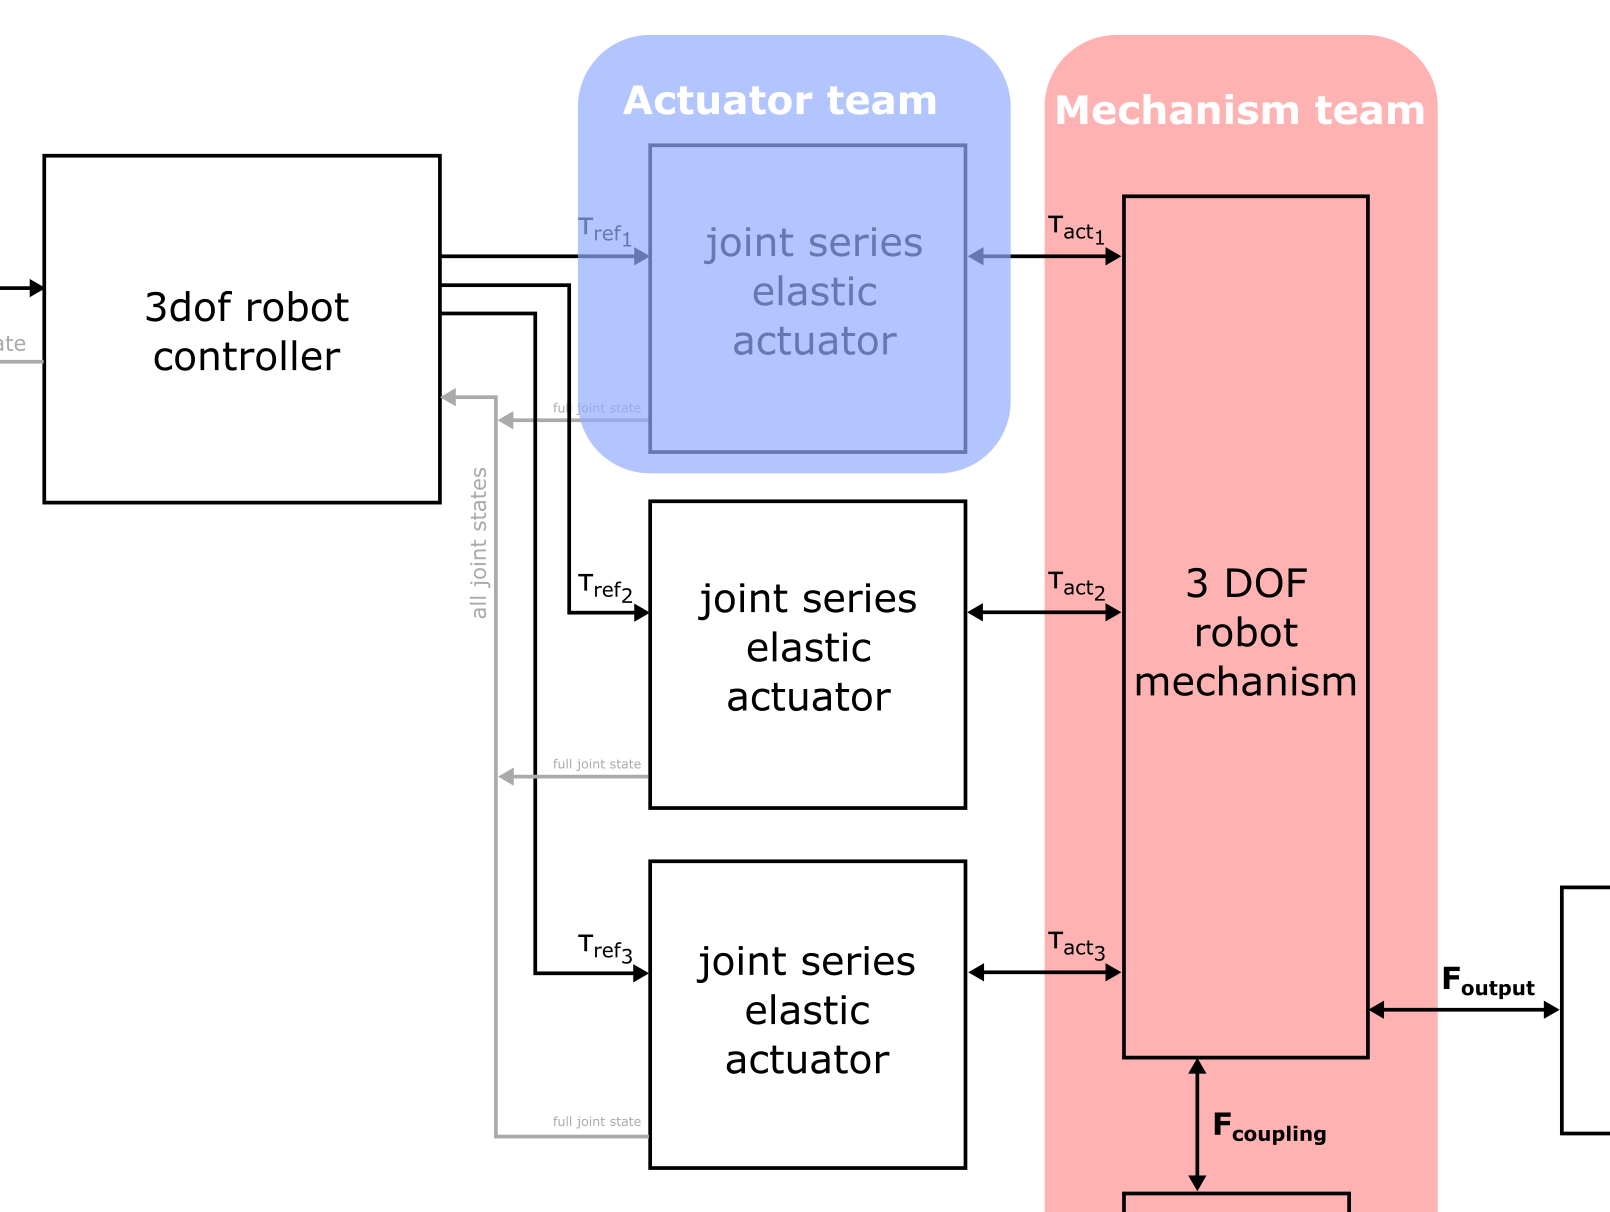 Actuator team
Mechanism team
3dof robot
controller
ate
Tref1
joint series
elastic
actuator
full joint state
Tact1
all joint states
Tref2
joint series
elastic
actuator
full joint state
Tact2
3 DOF
robot
mechanism
Tref3
joint series
elastic
actuator
full joint state
Tact3
Foutput
Fcoupling